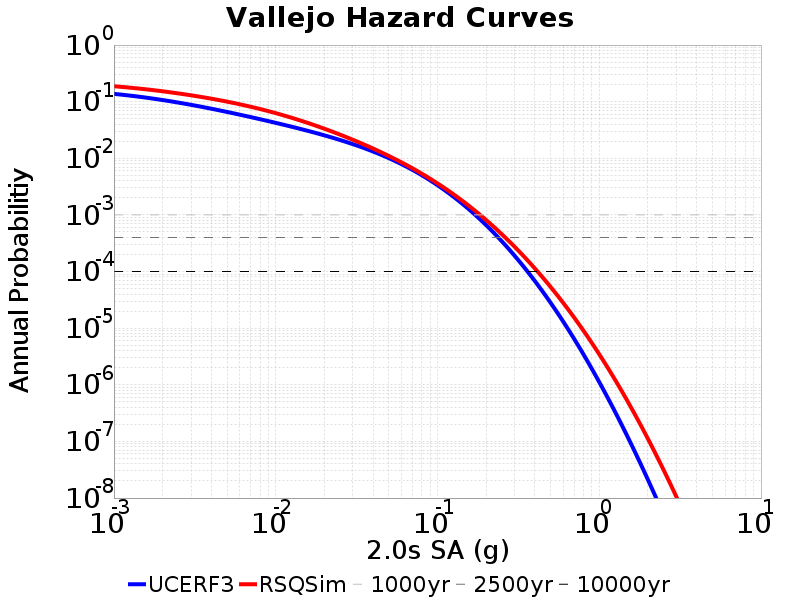 Vallejo Hazard Curves
Annual Probabilitiy
10^0
10^-1
10^-2
10^-3
10^-4
10^-5
10^-6
10^-7
10^-8
10^-3 10^-2 10^-1 10^0 10^1
2.0s SA (g)
UCERF3 RSQSim 1000yr 2500yr 10000yr